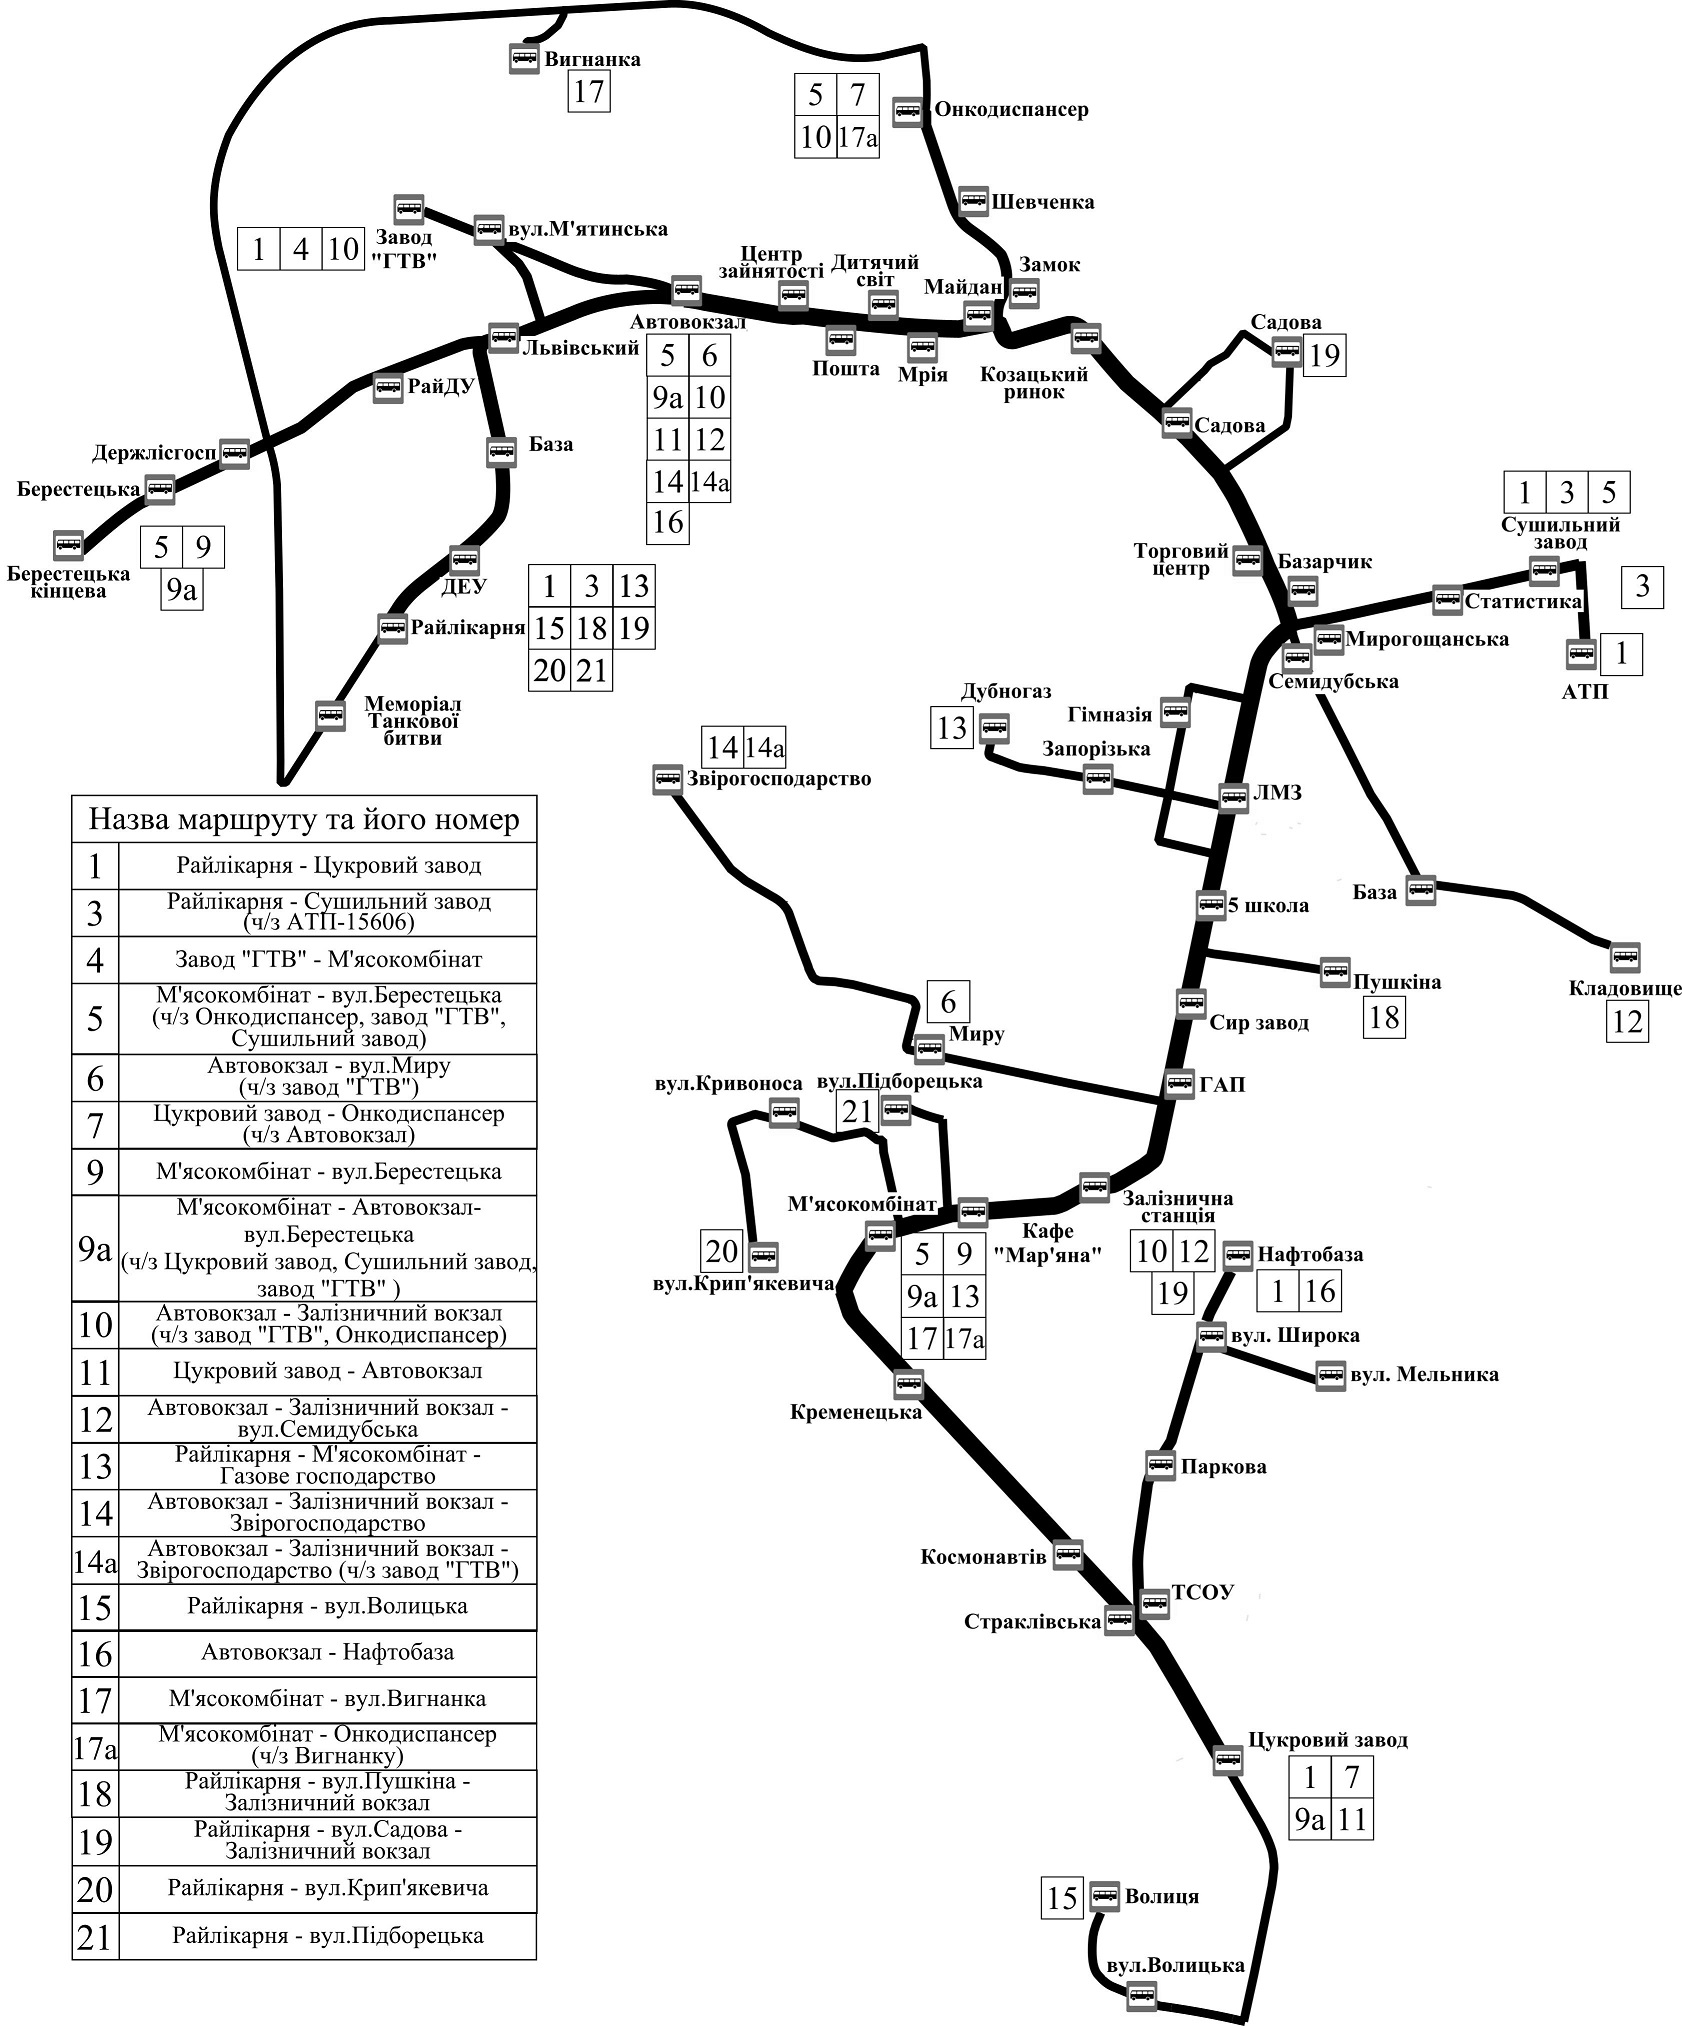 Вигнанка
17
5 7
10 17а
Онкодиспансер
Шевченка
Замок
1 4 10
Завод
"ГТВ"
вул.М'ятинська
Центр
зайнятості
Дитячий
світ
Майдан
Автовокзал
Львівський
Пошта
Мрія
Козацький
ринок
Садова
19
5 6
9а 10
11 12
14 14а
16
РайДУ
Садова
База
Держлісгосп
Берестецька
Берестецька
кінцева
5 9
9а
ДЕУ
Райлікарня
1 3 13
15 18 19
20 21
Меморіал
Танкової
битви
1 3 5
Сушильний
завод
Торговий
центр
Базарчик
Статистика
3
Мирогощанська
Семидубська
1
АТП
Дубногаз
13
Гімназія
Запорізька
ЛМЗ
14 14а
Звірогосподарство
База
5 школа
Пушкіна
18
Кладовище
12
Сир завод
6
Миру
ГАП
вул.Кривоноса
вул.Підборецька
21
М'ясокомбінат
Кафе
"Мар'яна"
Залізнична
станція
10 12
19
20
вул.Крип'якевича
5 9
9а 13
17 17а
Нафтобаза
1 16
вул. Широка
вул. Мельника
Кременецька
Паркова
Космонавтів
ТСОУ
Страклівська
Цукровий завод
1 7
9а 11
15
Волиця
вул.Волицька
Назва маршруту та його номер
1 Райлікарня - Цукровий завод
3 Райлікарня - Сушильний завод
(ч/з АТП-15606)
4 Завод "ГТВ" - М'ясокомбінат
5 М'ясокомбінат - вул.Берестецька
(ч/з Онкодиспансер, завод "ГТВ",
Сушильний завод)
6 Автовокзал - вул.Миру
(ч/з завод "ГТВ")
7 Цукровий завод - Онкодиспансер
(ч/з Автовокзал)
9 М'ясокомбінат - вул.Берестецька
9а М'ясокомбінат - Автовокзал-
вул.Берестецька
(ч/з Цукровий завод, Сушильний завод,
завод "ГТВ" )
10 Автовокзал - Залізничний вокзал
(ч/з завод "ГТВ", Онкодиспансер)
11 Цукровий завод - Автовокзал
12 Автовокзал - Залізничний вокзал -
вул.Семидубська
13 Райлікарня - М'ясокомбінат -
Газове господарство
14 Автовокзал - Залізничний вокзал -
Звірогосподарство
14а Автовокзал - Залізничний вокзал -
Звірогосподарство (ч/з завод "ГТВ")
15 Райлікарня - вул.Волицька
16 Автовокзал - Нафтобаза
17 М'ясокомбінат - вул.Вигнанка
17а М'ясокомбінат - Онкодиспансер
(ч/з Вигнанку)
18 Райлікарня - вул.Пушкіна -
Залізничний вокзал
19 Райлікарня - вул.Садова -
Залізничний вокзал
20 Райлікарня - вул.Крип'якевича
21 Райлікарня - вул.Підборецька